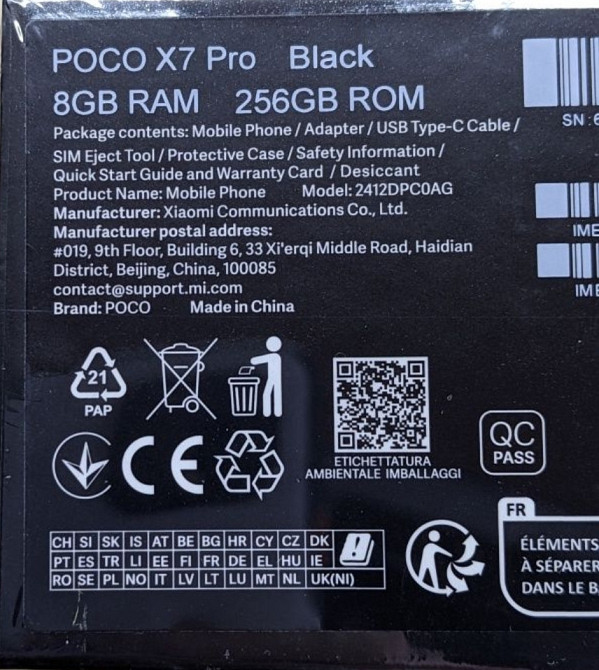 POCO X7 Pro Black
8GB RAM 256GB ROM
Package contents: Mobile Phone / Adapter / USB Type-C Cable /
SIM Eject Tool / Protective Case / Safety Information /
Quick Start Guide and Warranty Card / Desiccant
Product Name: Mobile Phone Model: 2412DPC0AG
Manufacturer: Xiaomi Communications Co., Ltd.
Manufacturer postal address:
#019, 9th Floor, Building 6, 33 Xi'erqi Middle Road, Haidian
District, Beijing, China, 100085
contact@support.mi.com
Brand: POCO Made in China
SN:6
IME
IME
21
PAP
CE
ETICHETTATURA
AMBIENTALE IMBALLAGGI
QC
PASS
CH SI SK IS AT BE BG HR CY CZ DK
PT ES TR LI EE FI FR DE EL HU IE
RO SE PL NO IT LV LT LU MT NL UK(NI)
FR
ÉLÉMENTS
À SÉPARER
DANS LE BA